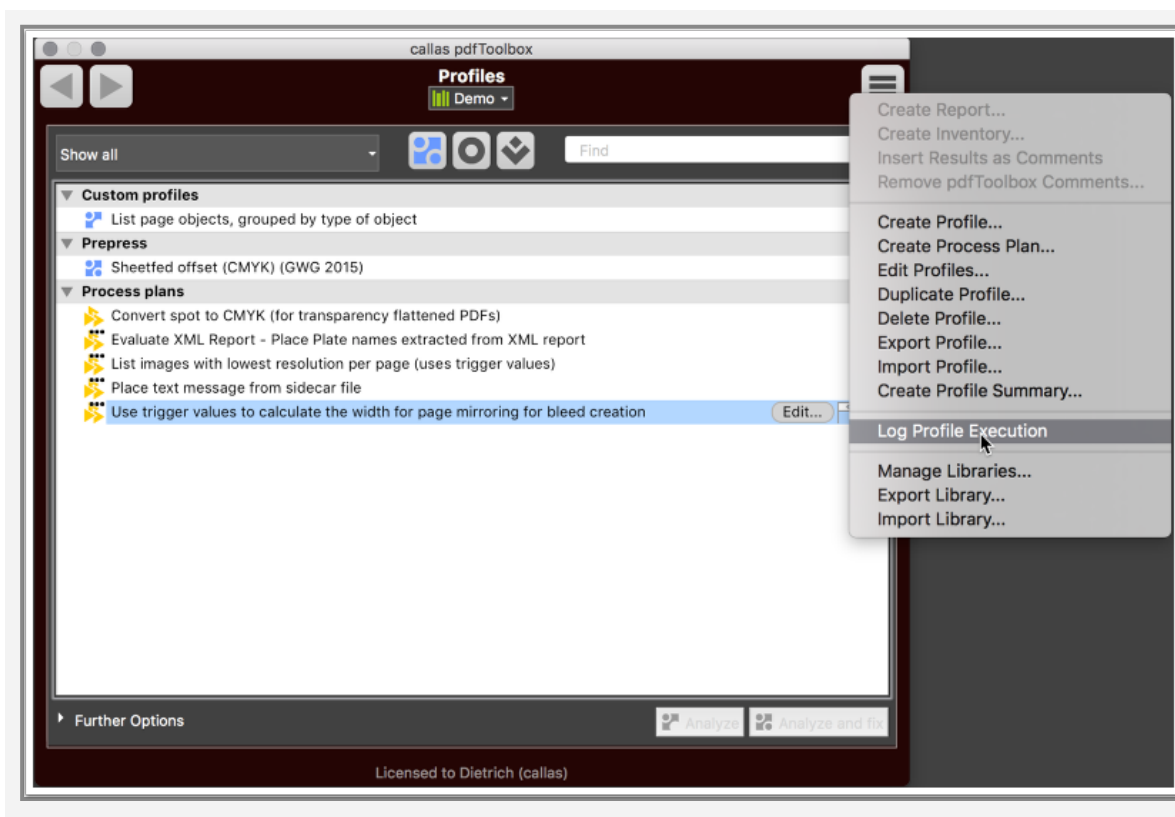 callas pdfToolbox
Profiles
Demo
Show all
Find
Custom profiles
List page objects, grouped by type of object
Prepress
Sheetfed offset (CMYK) (GWG 2015)
Process plans
Convert spot to CMYK (for transparency flattened PDFs)
Evaluate XML Report - Place Plate names extracted from XML report
List images with lowest resolution per page (uses trigger values)
Place text message from sidecar file
Use trigger values to calculate the width for page mirroring for bleed creation Edit...
Create Report...
Create Inventory...
Insert Results as Comments
Remove pdfToolbox Comments...
Create Profile...
Create Process Plan...
Edit Profiles...
Duplicate Profile...
Delete Profile...
Export Profile...
Import Profile...
Create Profile Summary...
Log Profile Execution
Manage Libraries...
Export Library...
Import Library...
Further Options
Analyze
Analyze and fix
Licensed to Dietrich (callas)